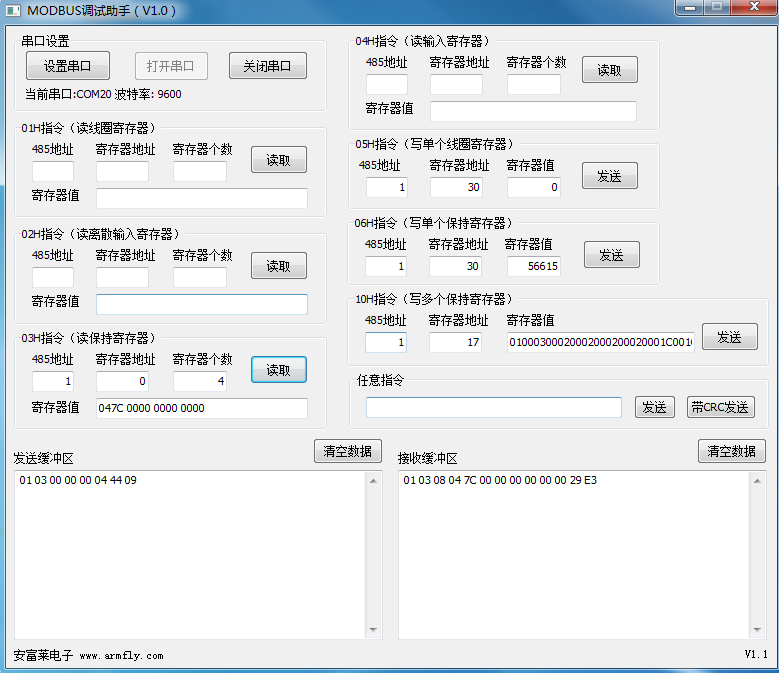 MODBUS调试助手（V1.0）
串口设置
设置串口 打开串口 关闭串口
当前串口:COM20 波特率: 9600
01H指令（读线圈寄存器）
485地址 寄存器地址 寄存器个数
读取
寄存器值
02H指令（读离散输入寄存器）
485地址 寄存器地址 寄存器个数
读取
寄存器值
03H指令（读保持寄存器）
485地址 寄存器地址 寄存器个数
1 0 4 读取
寄存器值 047C 0000 0000 0000
04H指令（读输入寄存器）
485地址 寄存器地址 寄存器个数
读取
寄存器值
05H指令（写单个线圈寄存器）
485地址 寄存器地址 寄存器值
1 30 0 发送
06H指令（写单个保持寄存器）
485地址 寄存器地址 寄存器值
1 30 56615 发送
10H指令（写多个保持寄存器）
485地址 寄存器地址 寄存器值
1 17 01000300020002000200020001C001 发送
任意指令
发送 带CRC发送
发送缓冲区 清空数据
01 03 00 00 00 04 44 09
接收缓冲区 清空数据
01 03 08 04 7C 00 00 00 00 00 00 29 E3
安富莱电子 www.armfly.com
V1.1